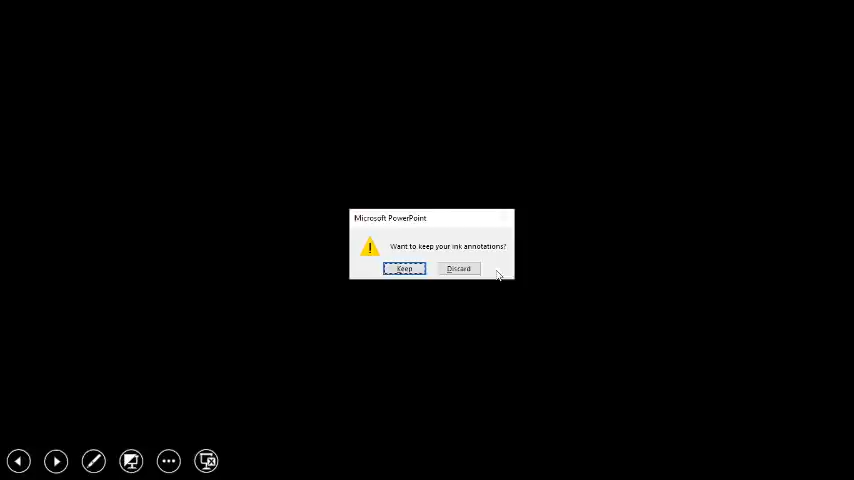 Microsoft PowerPoint
Want to keep your ink annotations?
Keep
Discard